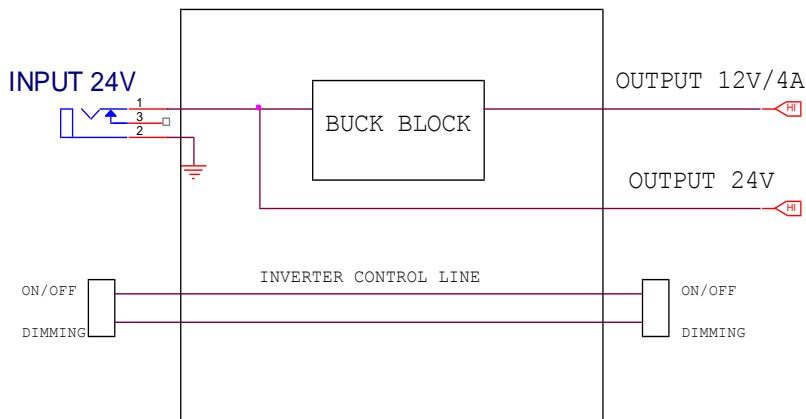 INPUT 24V
1
3
2
BUCK BLOCK
OUTPUT 12V/4A
HI
OUTPUT 24V
HI
INVERTER CONTROL LINE
ON/OFF
DIMMING
ON/OFF
DIMMING